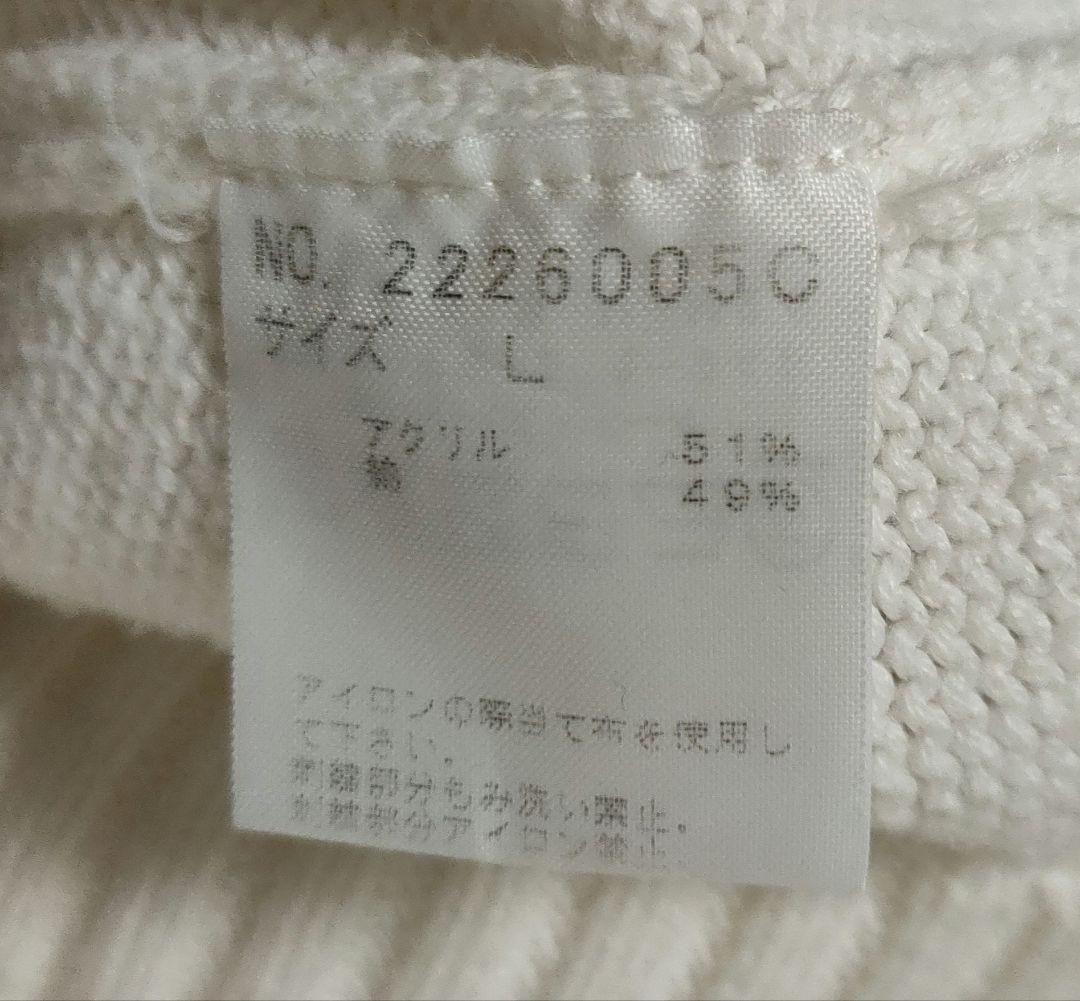 NO. 2226005C
サイズ L
アクリル 51%
綿 49%
アイロンの際当て布を使用し
て下さい.
刺繍部分もみ洗い禁止.
刺繍部分アイロン禁止.